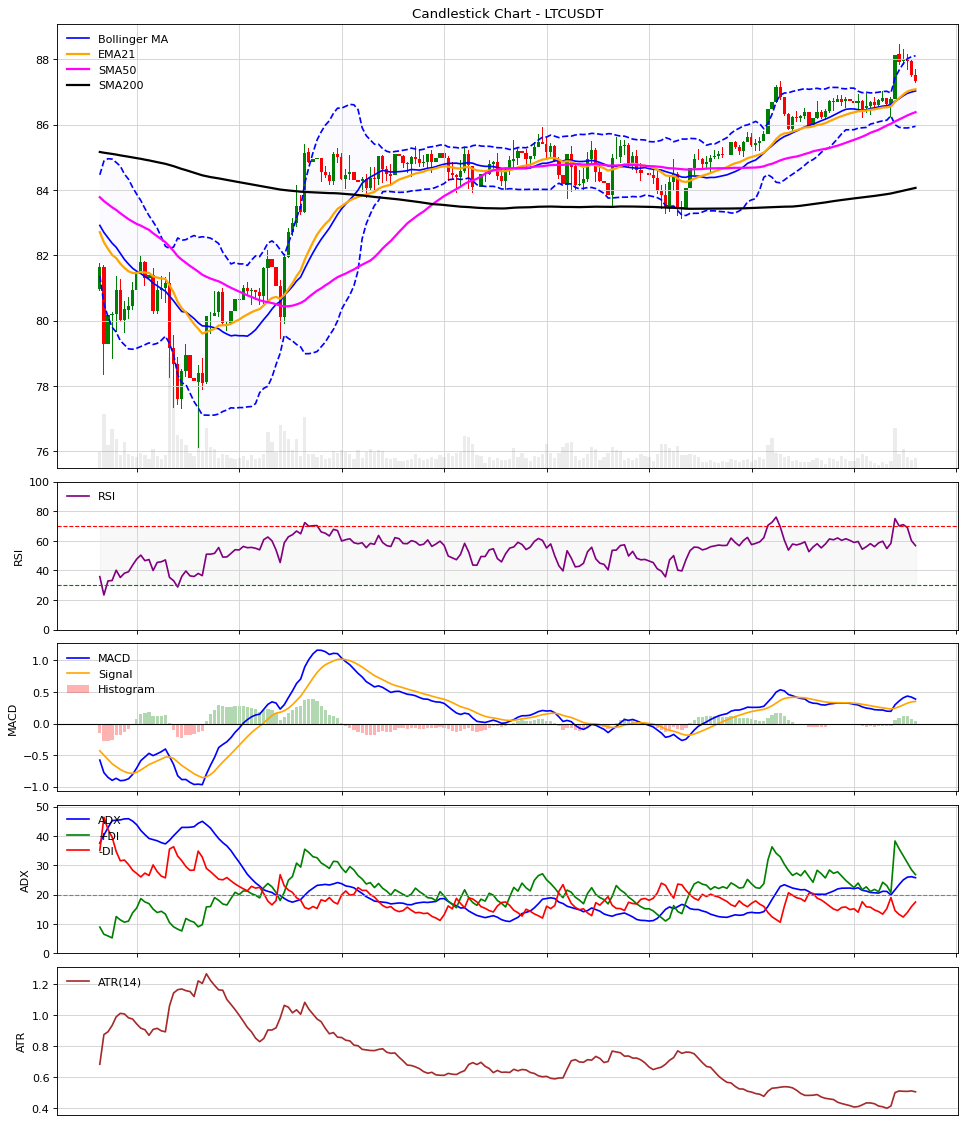 Candlestick Chart - LTCUSDT
Bollinger MA
EMA21
SMA50
SMA200
88
86
84
82
80
78
76
RSI
RSI
100
80
60
40
20
0
MACD
Signal
Histogram
MACD
1.0
0.5
0.0
−0.5
−1.0
ADX
+DI
-DI
ADX
50
40
30
20
10
0
ATR(14)
ATR
1.2
1.0
0.8
0.6
0.4